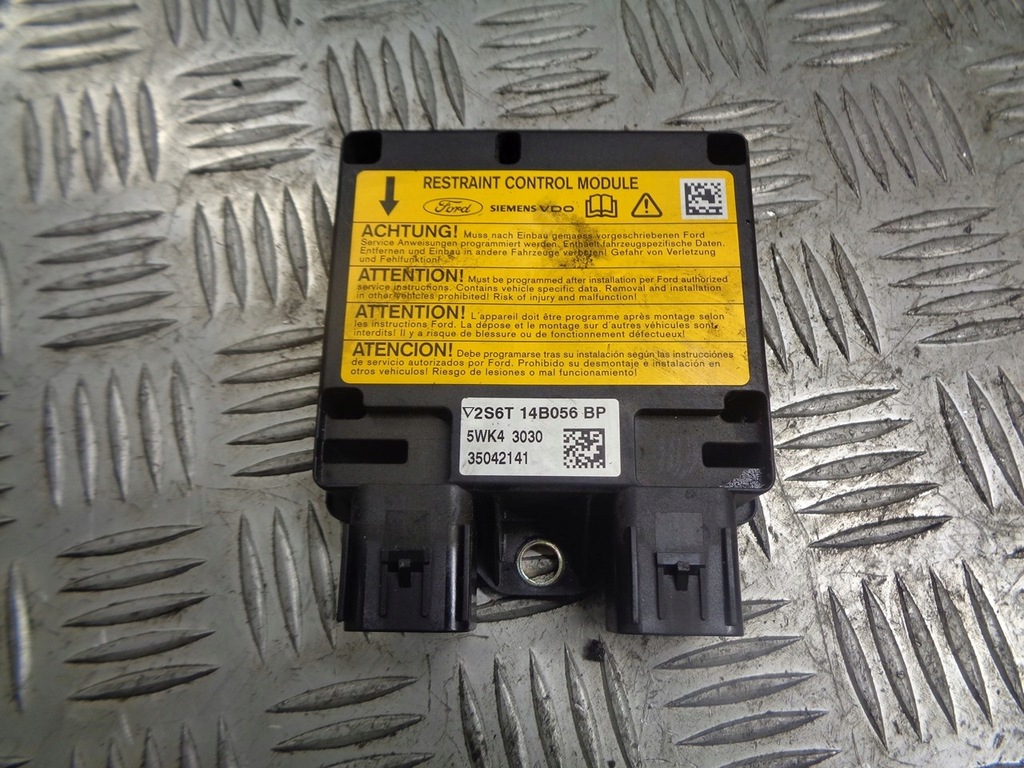 RESTRAINT CONTROL MODULE
Ford SIEMENS VDO
ACHTUNG! Muss nach Einbau gemaess vorgeschriebenen Ford
Service Anweisungen programmiert werden. Enthält fahrzeugspezifische Daten.
Entfernen und Einbau in andere Fahrzeuge verboten! Gefahr von Verletzung
und Fehlfunktion!
ATTENTION! Must be programmed after installation per Ford authorized
service instructions. Contains vehicle specific data. Removal and installation
in other vehicles prohibited! Risk of injury and malfunction!
ATTENTION! L'appareil doit être programme après montage selon
les instructions Ford. La dépose et le montage sur d'autres véhicules sont
interdits! Il y a risque de blessure ou de fonctionnement défectueux!
ATENCION! Debe programarse tras su instalación según las instrucciónes
de servicio autorizados por Ford. Prohibido su desmontaje e instalación en
otros vehiculos! Riesgo de lesiones o mal funcionamiento!
2S6T 14B056 BP
5WK4 3030
35042141